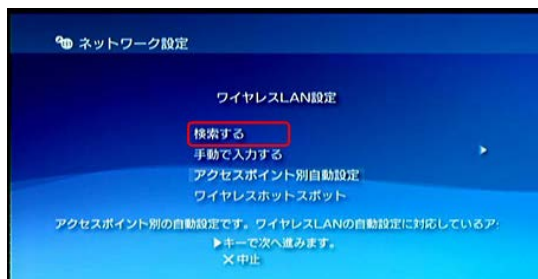 ネットワーク設定
ワイヤレスLAN設定
検索する
手動で入力する
アクセスポイント別自動設定
ワイヤレスホットスポット
アクセスポイント別の自動設定です。ワイヤレスLANの自動設定に対応しているア
▶キーで次へ進みます。
✕中止